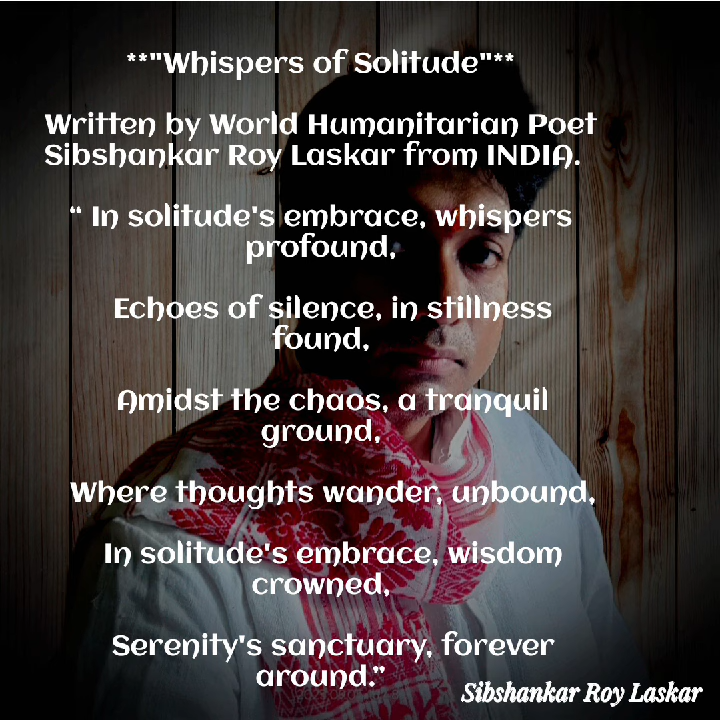 **"Whispers of Solitude"**
Written by World Humanitarian Poet
Sibshankar Roy Laskar from INDIA.
“ In solitude's embrace, whispers
profound,
Echoes of silence, in stillness
found,
Amidst the chaos, a tranquil
ground,
Where thoughts wander, unbound,
In solitude's embrace, wisdom
crowned,
Serenity's sanctuary, forever
around.”
Sibshankar Roy Laskar